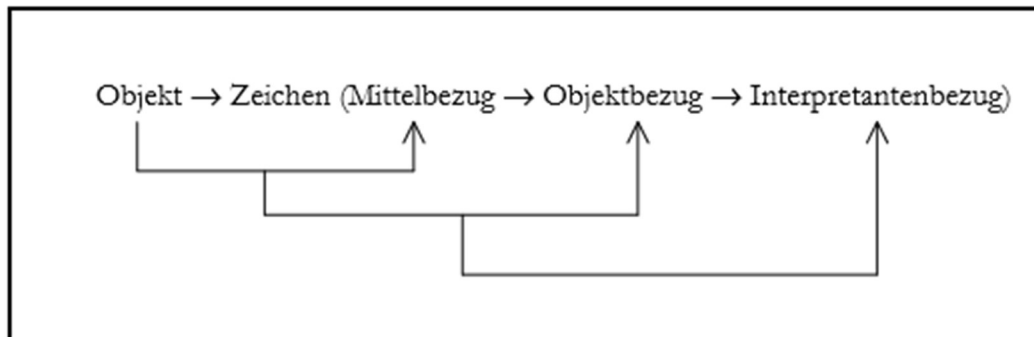 Objekt → Zeichen (Mittelbezug → Objektbezug → Interpretantenbezug)